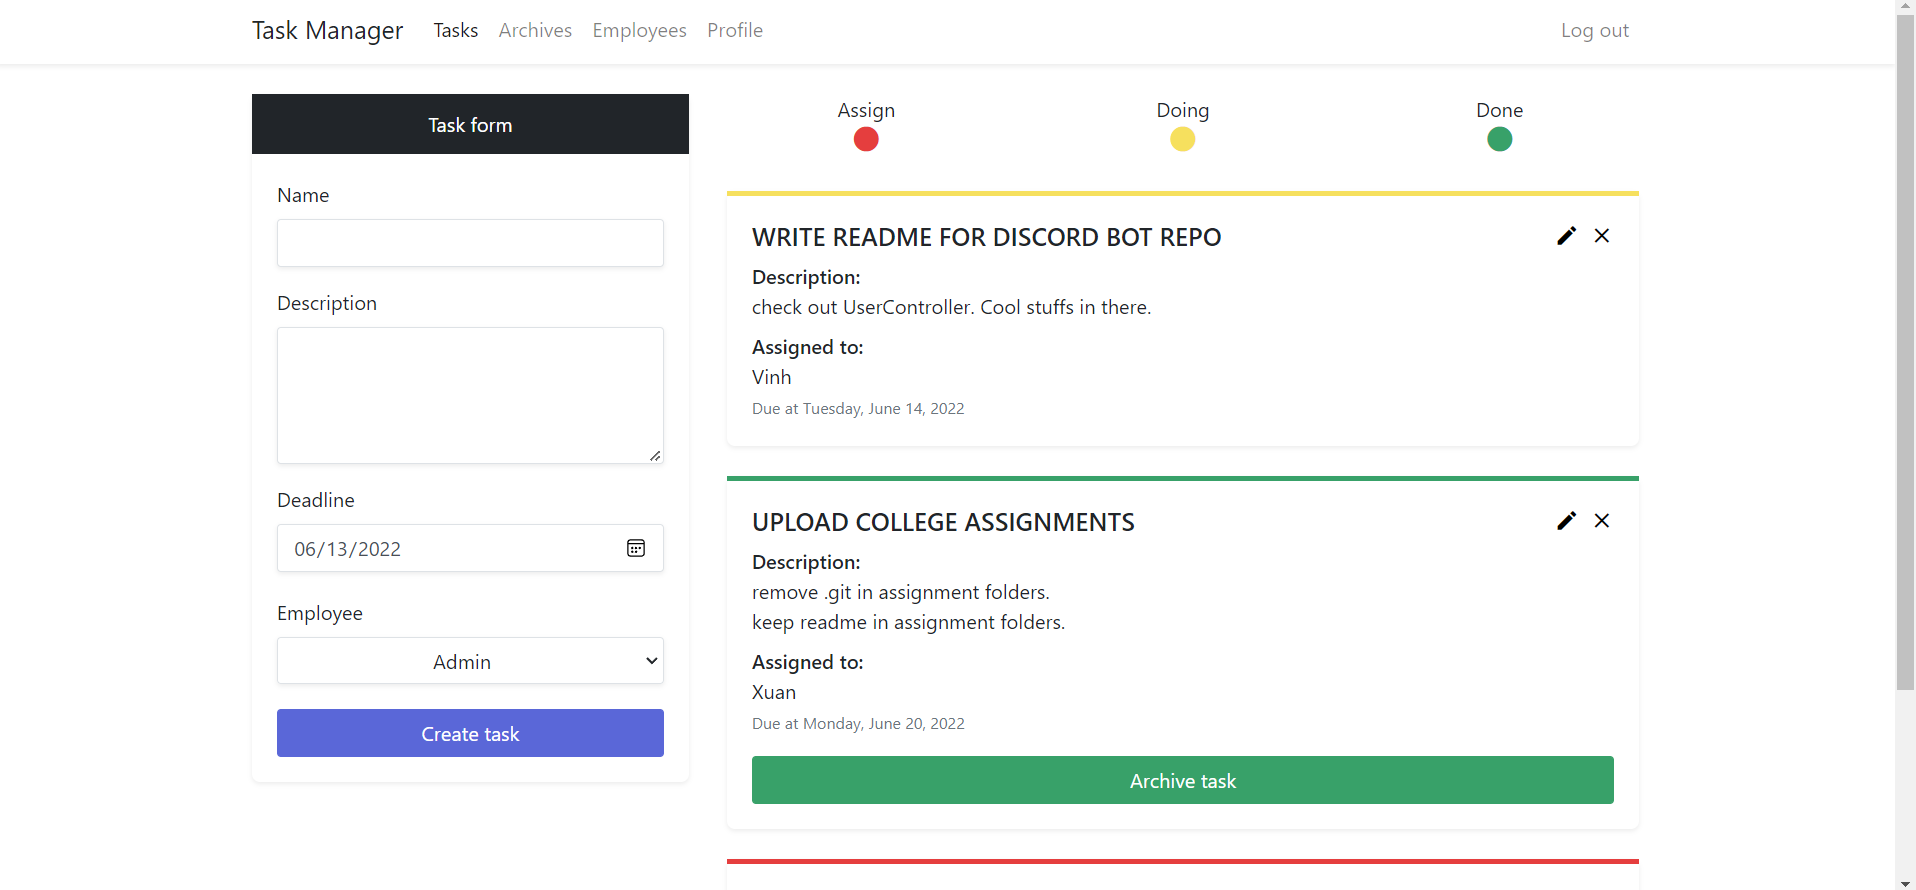 Task Manager Tasks Archives Employees Profile Log out
Task form
Name
Description
Deadline
06/13/2022
Employee
Admin
Create task
Assign Doing Done
WRITE README FOR DISCORD BOT REPO
Description:
check out UserController. Cool stuffs in there.
Assigned to:
Vinh
Due at Tuesday, June 14, 2022
UPLOAD COLLEGE ASSIGNMENTS
Description:
remove .git in assignment folders.
keep readme in assignment folders.
Assigned to:
Xuan
Due at Monday, June 20, 2022
Archive task